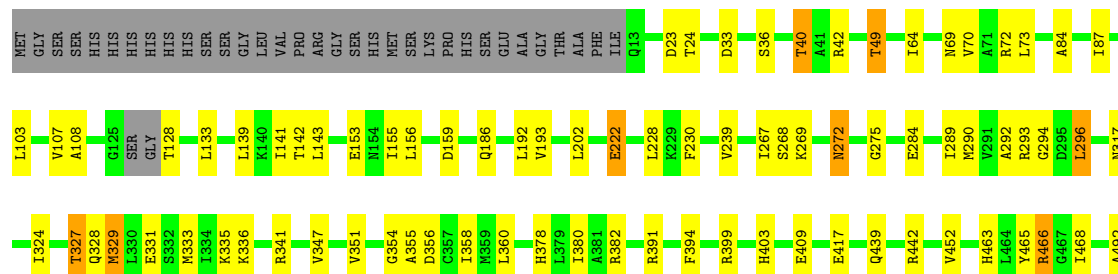 MET GLY SER SER HIS HIS HIS HIS HIS HIS SER SER GLY LEU VAL PRO ARG GLY SER HIS MET SER LYS PRO HIS SER GLU ALA GLY THR ALA PHE ILE Q13 D23 T24 D33 S36 T40 A41 R42 T49 I64 N69 V70 A71 R72 L73 A84 I87
L103 V107 A108 G125 SER GLY T128 L133 L139 K140 I141 T142 L143 E153 N154 I155 L156 D159 Q186 L192 V193 L202 E222 L228 K229 F230 V239 I267 S268 K269 N272 G275 E284 I289 M290 V291 A292 R293 G294 D295 L296 N317
I324 T327 Q328 M329 L330 E331 S332 M333 I334 K335 K336 R341 V347 V351 G354 A355 D356 C357 I358 M359 L360 H378 L379 I380 A381 R382 R391 F394 R399 H403 E409 E417 Q439 R442 V452 H463 L464 Y465 R466 G467 I468